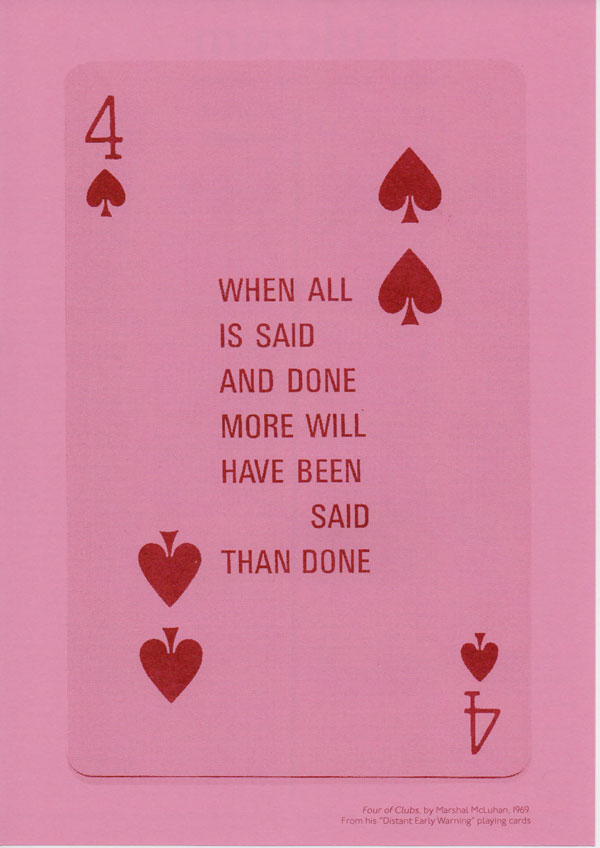 4
WHEN ALL
IS SAID
AND DONE
MORE WILL
HAVE BEEN
SAID
THAN DONE
4
Four of Clubs, by Marshal McLuhan, 1969.
From his "Distant Early Warning" playing cards